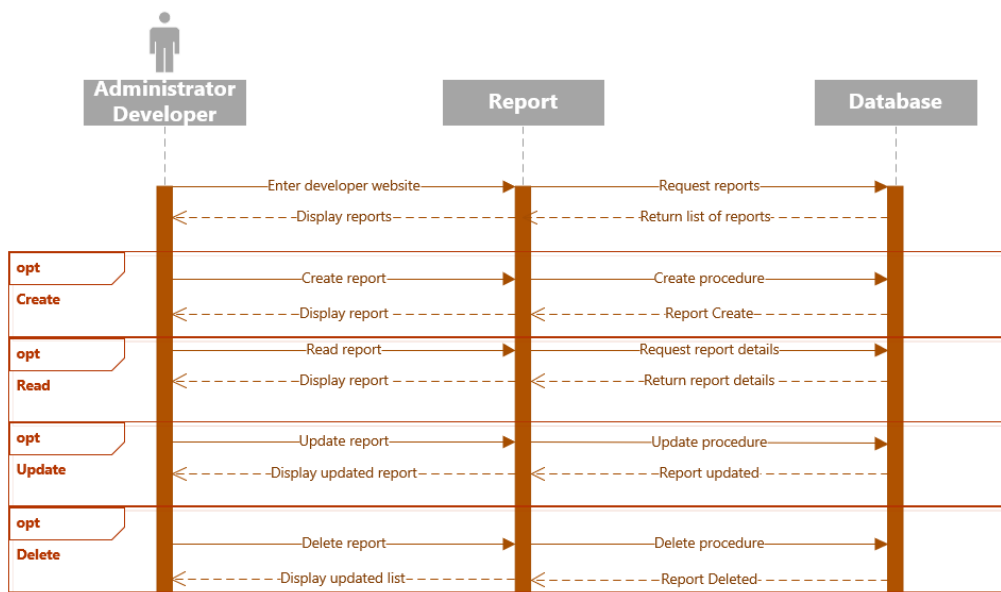 Administrator
Developer
Report
Database
Enter developer website
Request reports
Display reports
Return list of reports
opt
Create
Create report
Create procedure
Display report
Report Create
opt
Read
Read report
Request report details
Display report
Return report details
opt
Update
Update report
Update procedure
Display updated report
Report updated
opt
Delete
Delete report
Delete procedure
Display updated list
Report Deleted